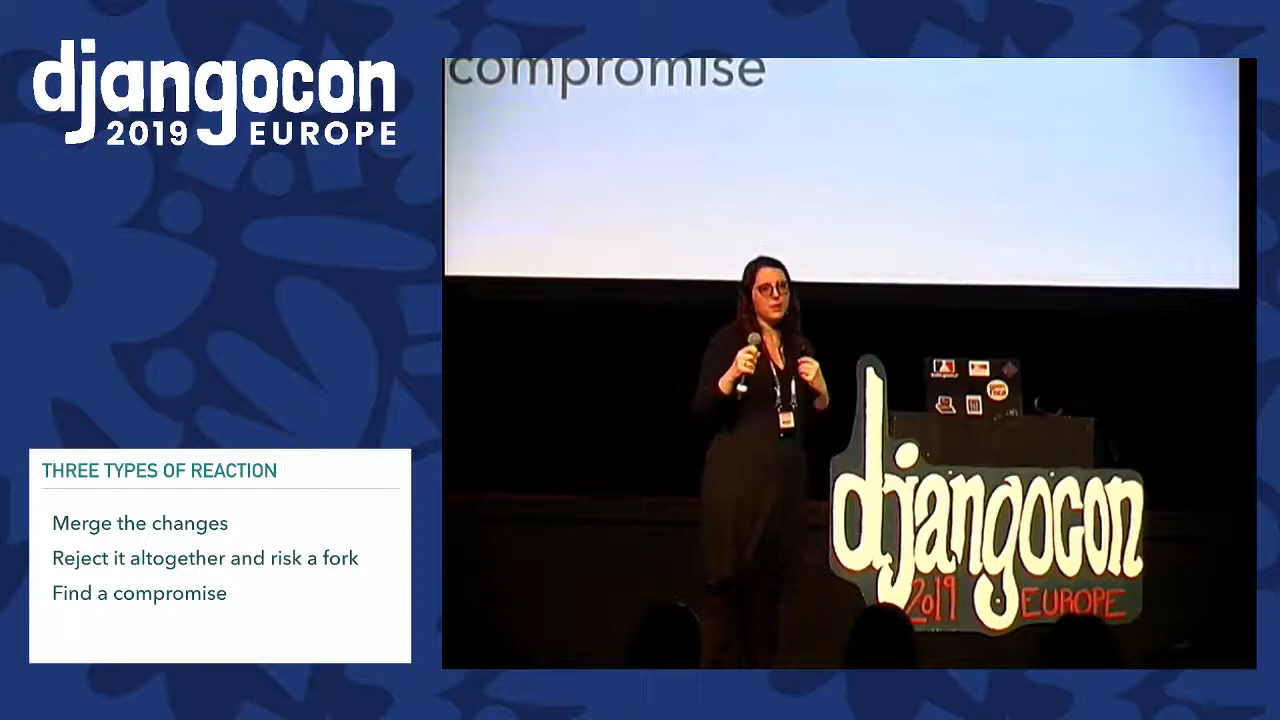 djangocon
2019 EUROPE
THREE TYPES OF REACTION
Merge the changes
Reject it altogether and risk a fork
Find a compromise
compromise
djangocon
2019 EUROPE